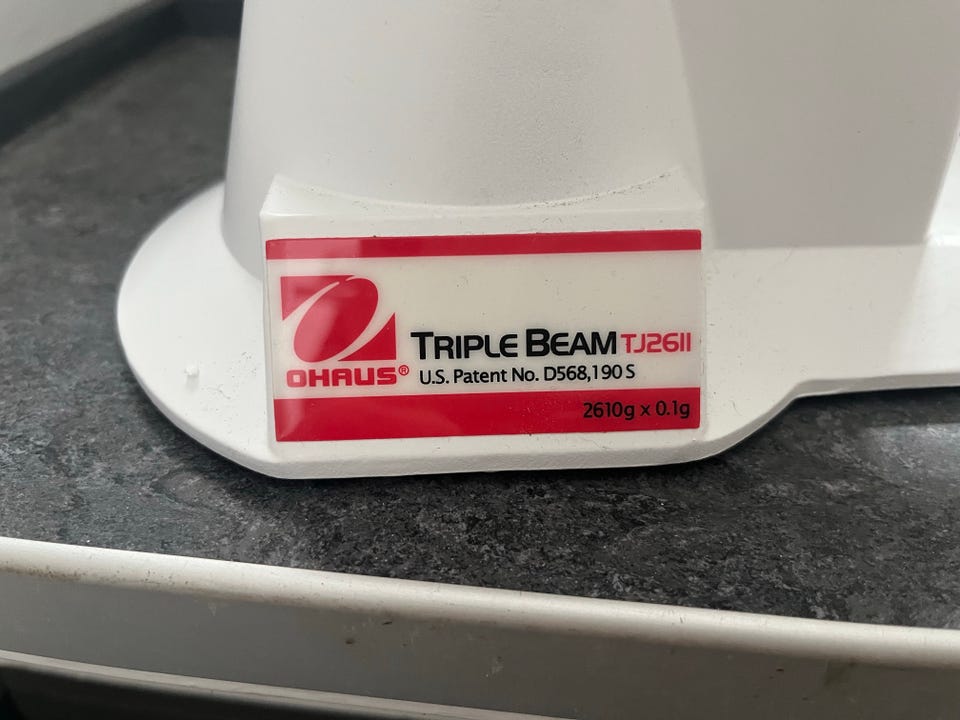 TRIPLE BEAM TJ2611
OHAUS®
U.S. Patent No. D568,190 S
2610g x 0.1g